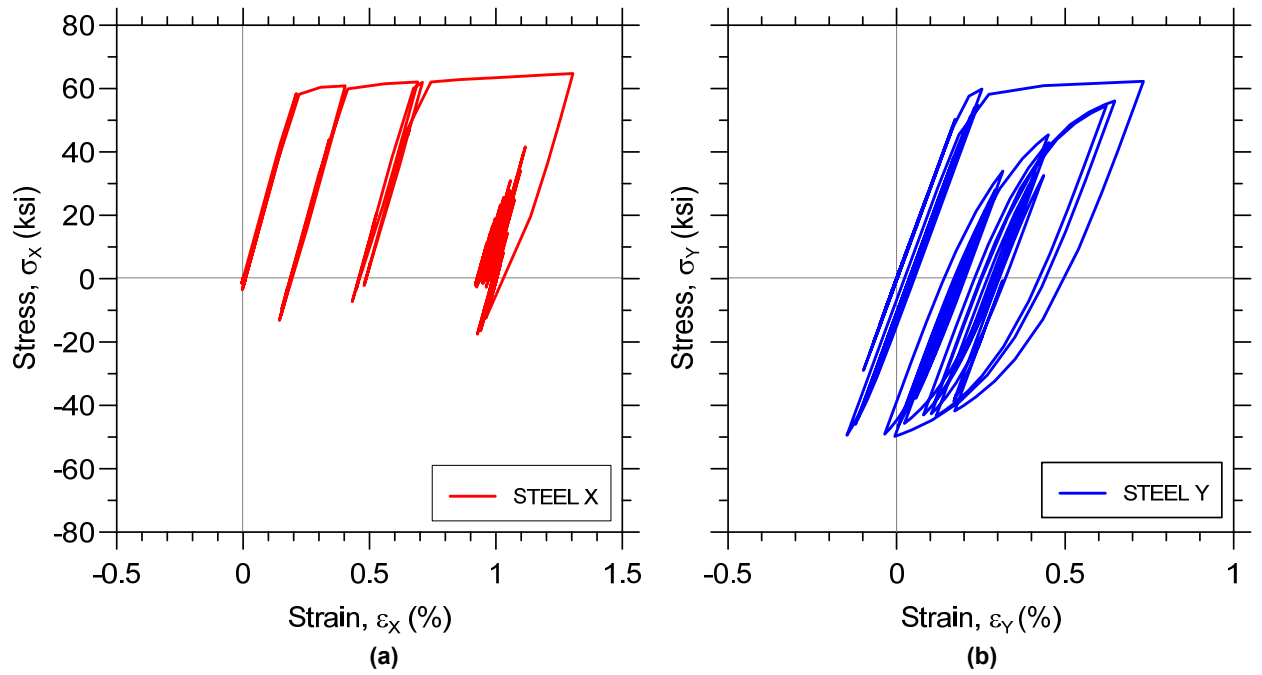 80
60
40
20
0
-20
-40
-60
-80
Stress, σX (ksi)
-0.5 0 0.5 1 1.5
Strain, εX (%)
STEEL X
(a)
Stress, σY (ksi)
-0.5 0 0.5 1
Strain, εY (%)
STEEL Y
(b)